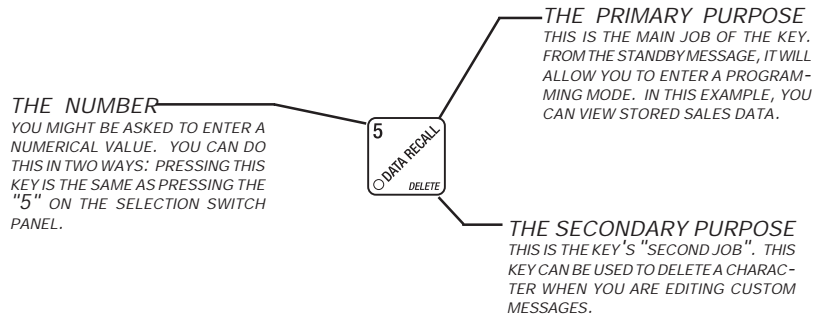 THE PRIMARY PURPOSE
THIS IS THE MAIN JOB OF THE KEY.
FROM THE STANDBY MESSAGE, IT WILL
ALLOW YOU TO ENTER A PROGRAM-
MING MODE. IN THIS EXAMPLE, YOU
CAN VIEW STORED SALES DATA.
THE NUMBER
YOU MIGHT BE ASKED TO ENTER A
NUMERICAL VALUE. YOU CAN DO
THIS IN TWO WAYS: PRESSING THIS
KEY IS THE SAME AS PRESSING THE
"5" ON THE SELECTION SWITCH
PANEL.
5
DATA RECALL
DELETE
THE SECONDARY PURPOSE
THIS IS THE KEY'S "SECOND JOB". THIS
KEY CAN BE USED TO DELETE A CHARAC-
TER WHEN YOU ARE EDITING CUSTOM
MESSAGES.